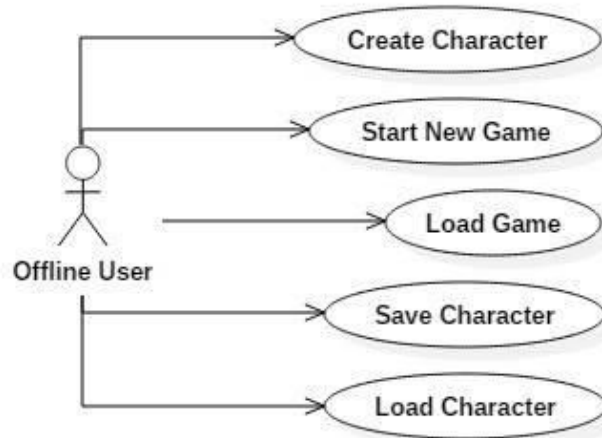 Create Character
Start New Game
Load Game
Offline User
Save Character
Load Character